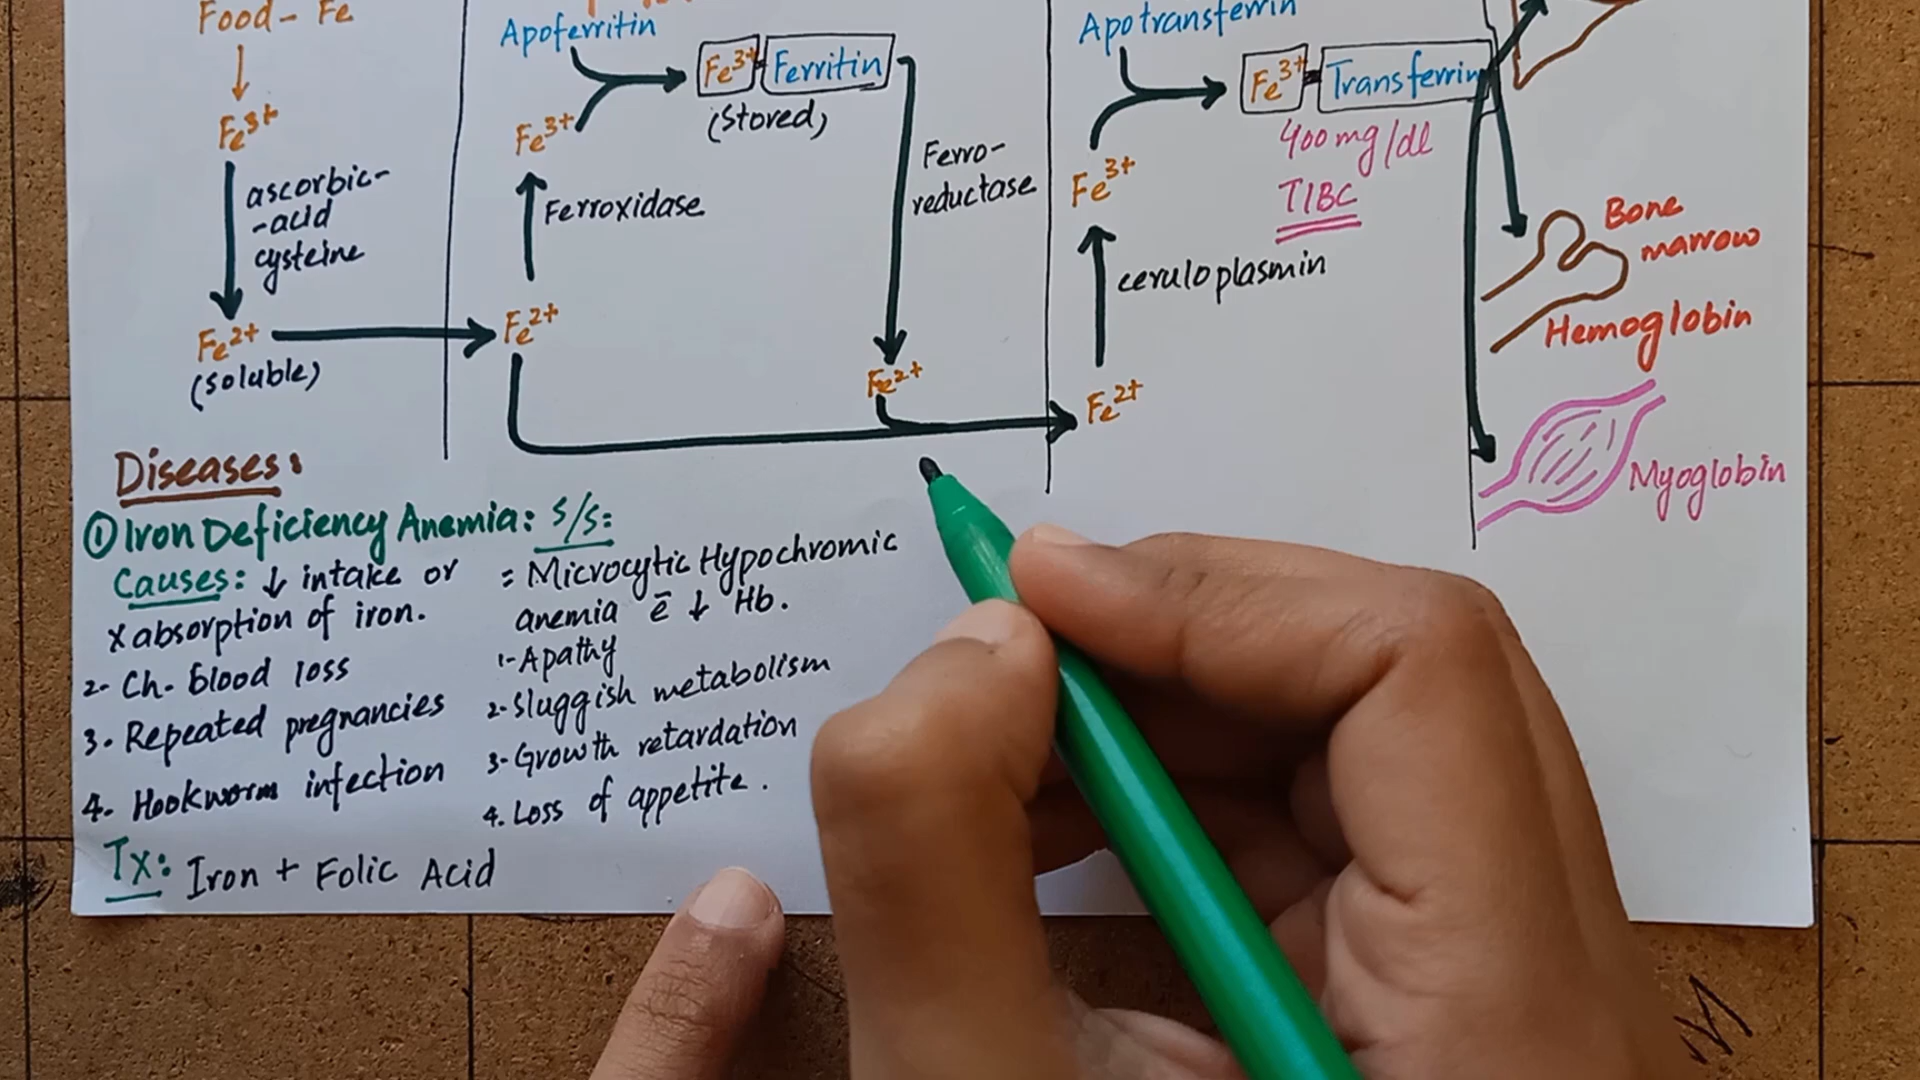 Food - Fe
Fe3+
ascorbic-
-acid
cysteine
Fe2+
(soluble)
Apoferritin
Fe3+
Ferritin
(Stored)
Fe3+
Ferroxidase
Fe2+
Ferro-
reductase
Fe2+
Apotransferrin
Fe3+
Transferrin
400mg/dl
TIBC
Fe3+
ceruloplasmin
Fe2+
Bone
marrow
Hemoglobin
Myoglobin
Diseases:
① Iron Deficiency Anemia:
Causes: ↓ intake or
x absorption of iron.
2- Ch. blood loss
3. Repeated pregnancies
4. Hookworm infection
S/S:
= Microcytic Hypochromic
anemia ē ↓ Hb.
1- Apathy
2- Sluggish metabolism
3- Growth retardation
4. Loss of appetite.
Tx: Iron + Folic Acid
M